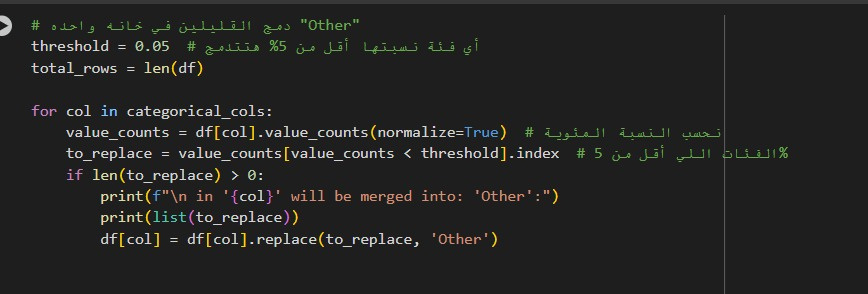 # دمج القليلين في خانه واحده "Other"
threshold = 0.05  # أي فئة نسبتها أقل من 5% هتتدمج
total_rows = len(df)
for col in categorical_cols:
    value_counts = df[col].value_counts(normalize=True)  # نحسب النسبة المئوية
    to_replace = value_counts[value_counts < threshold].index  # الفئات اللي أقل من 5%
    if len(to_replace) > 0:
        print(f"\n in '{col}' will be merged into: 'Other':")
        print(list(to_replace))
        df[col] = df[col].replace(to_replace, 'Other')